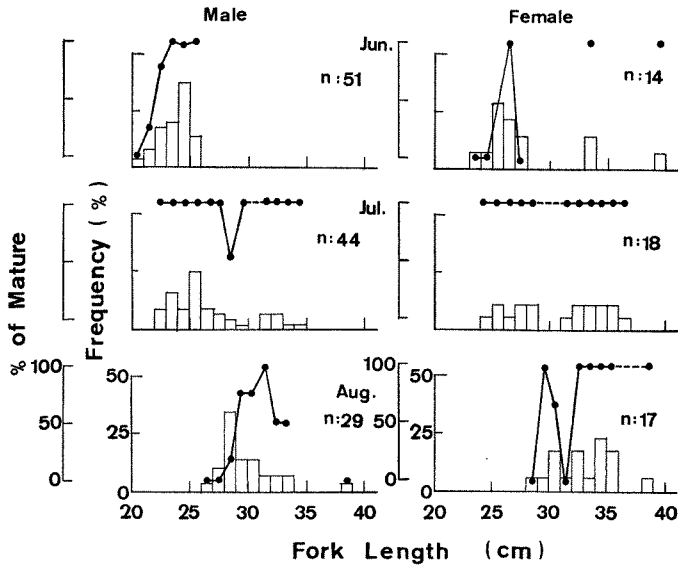 Male Female
Jun.
n:51 n:14
Jul.
n:44 n:18
% of Mature
Frequency (%)
100 50 100
50 Aug. 50
n:29 n:17
25 25
0 0 0 0
20 25 30 35 40 20 25 30 35 40
Fork Length (cm)